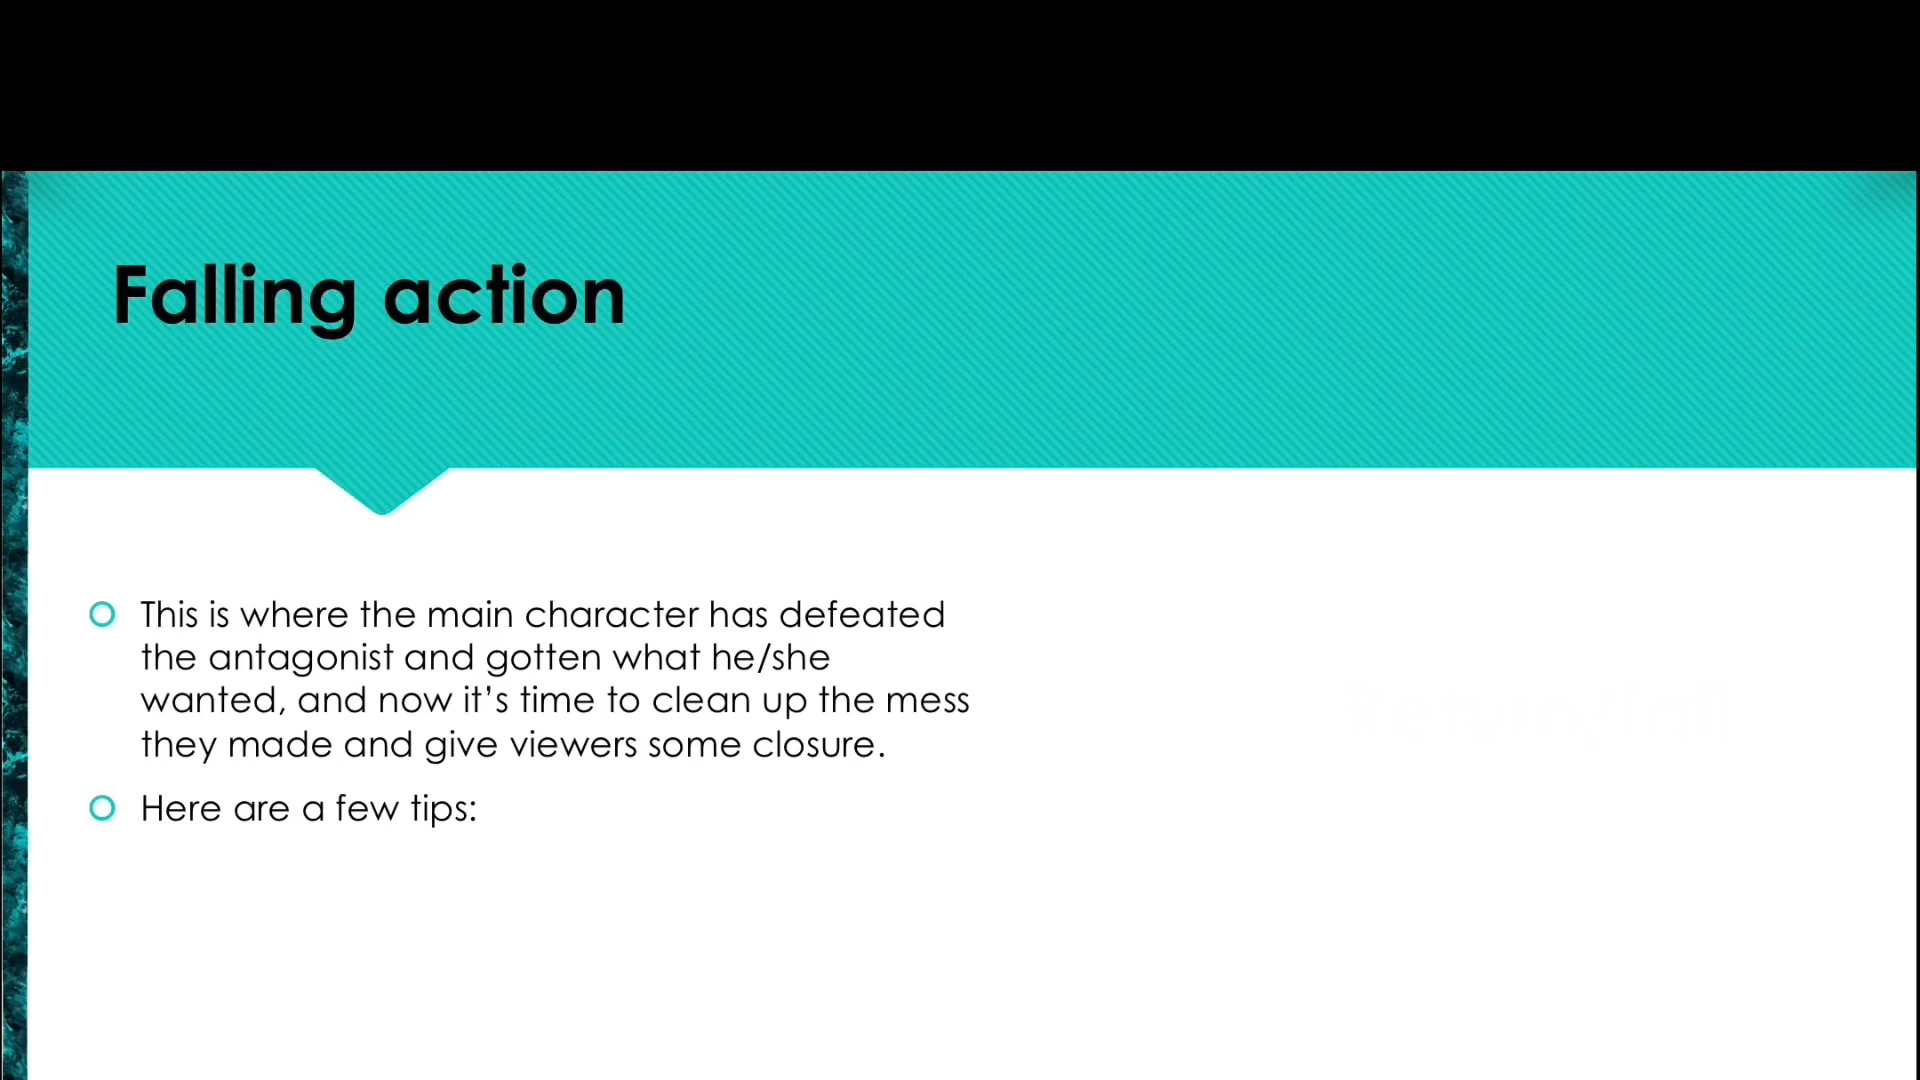 Falling action
This is where the main character has defeated
the antagonist and gotten what he/she
wanted, and now it’s time to clean up the mess
they made and give viewers some closure.
Here are a few tips: